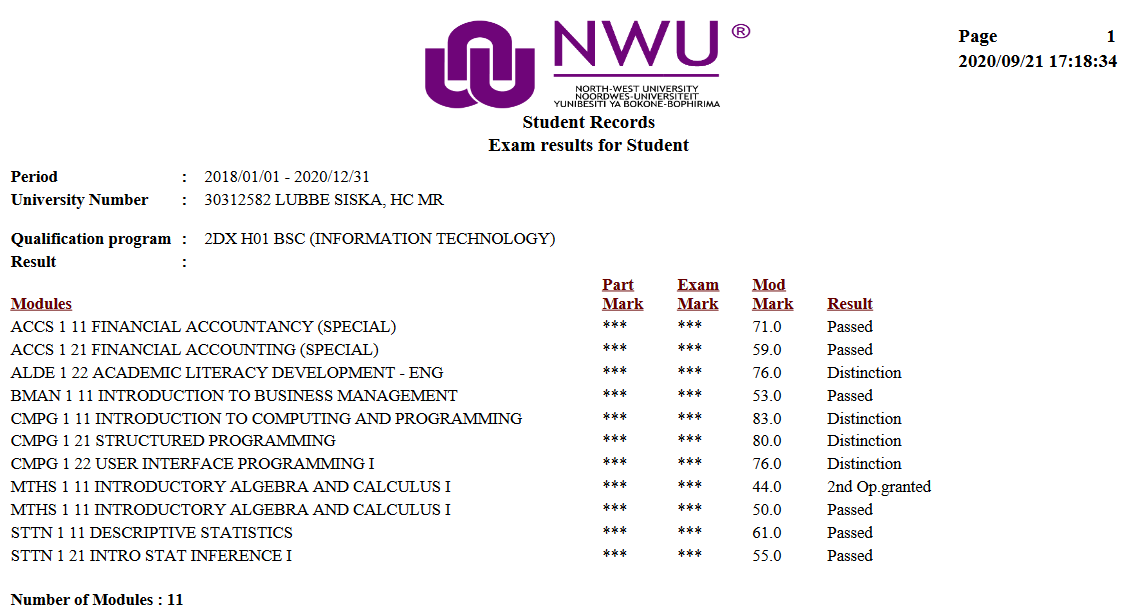 NWU ®
NORTH-WEST UNIVERSITY
NOORDWES-UNIVERSITEIT
YUNIBESITI YA BOKONE-BOPHIRIMA
Page 1
2020/09/21 17:18:34
Student Records
Exam results for Student
Period : 2018/01/01 - 2020/12/31
University Number : 30312582 LUBBE SISKA, HC MR
Qualification program : 2DX H01 BSC (INFORMATION TECHNOLOGY)
Result :
Modules Part Mark Exam Mark Mod Mark Result
ACCS 1 11 FINANCIAL ACCOUNTANCY (SPECIAL) *** *** 71.0 Passed
ACCS 1 21 FINANCIAL ACCOUNTING (SPECIAL) *** *** 59.0 Passed
ALDE 1 22 ACADEMIC LITERACY DEVELOPMENT - ENG *** *** 76.0 Distinction
BMAN 1 11 INTRODUCTION TO BUSINESS MANAGEMENT *** *** 53.0 Passed
CMPG 1 11 INTRODUCTION TO COMPUTING AND PROGRAMMING *** *** 83.0 Distinction
CMPG 1 21 STRUCTURED PROGRAMMING *** *** 80.0 Distinction
CMPG 1 22 USER INTERFACE PROGRAMMING I *** *** 76.0 Distinction
MTHS 1 11 INTRODUCTORY ALGEBRA AND CALCULUS I *** *** 44.0 2nd Op.granted
MTHS 1 11 INTRODUCTORY ALGEBRA AND CALCULUS I *** *** 50.0 Passed
STTN 1 11 DESCRIPTIVE STATISTICS *** *** 61.0 Passed
STTN 1 21 INTRO STAT INFERENCE I *** *** 55.0 Passed
Number of Modules : 11